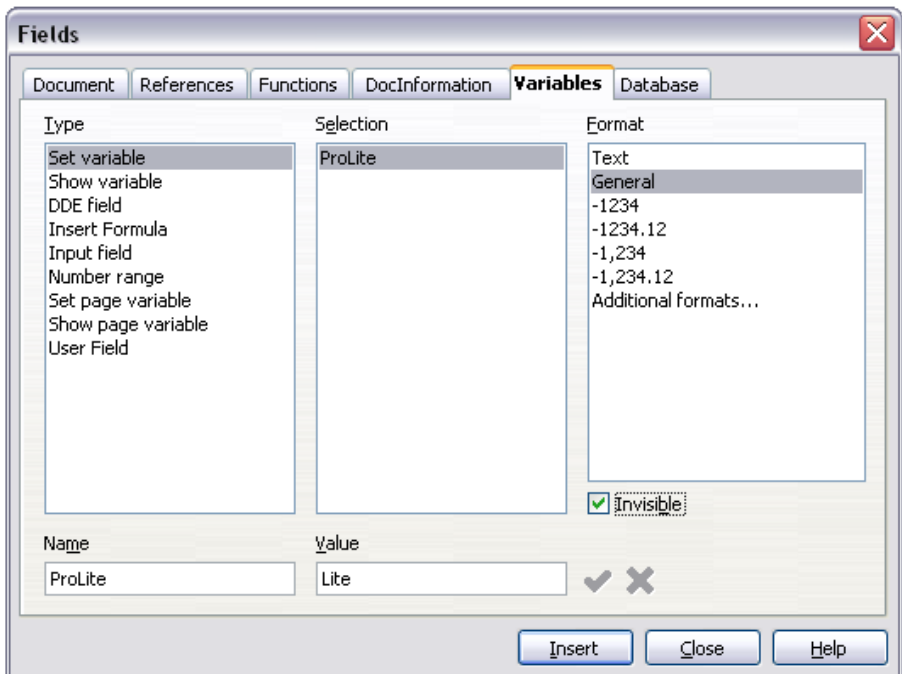 Fields
Document References Functions DocInformation Variables Database
Type
Set variable
Show variable
DDE field
Insert Formula
Input field
Number range
Set page variable
Show page variable
User Field
Selection
ProLite
Format
Text
General
-1234
-1234.12
-1,234
-1,234.12
Additional formats...
Invisible
Name
ProLite
Value
Lite
Insert Close Help